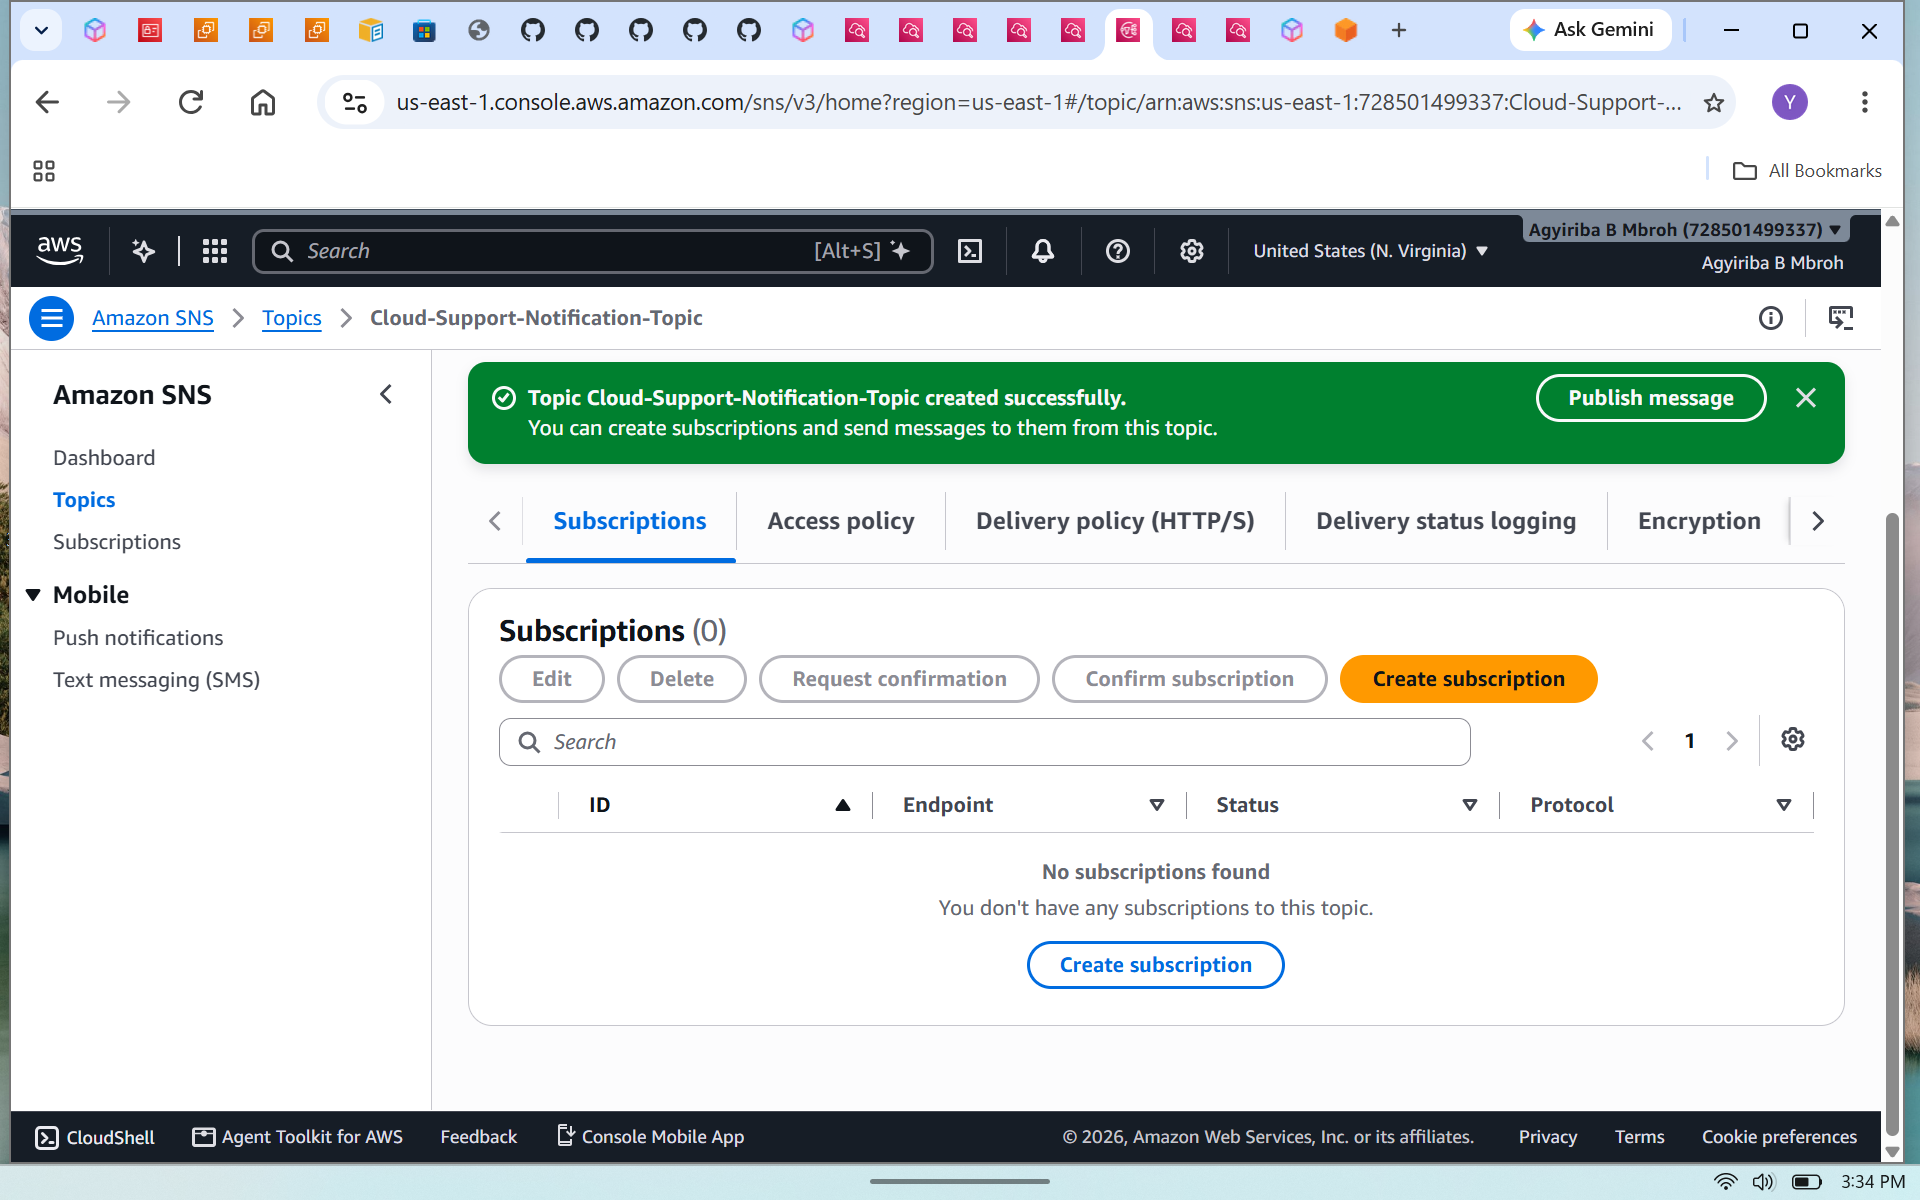 Ask Gemini
us-east-1.console.aws.amazon.com/sns/v3/home?region=us-east-1#/topic/arn:aws:sns:us-east-1:728501499337:Cloud-Support-...
Y
All Bookmarks
aws
Search
[Alt+S]
United States (N. Virginia)
Agyiriba B Mbroh (728501499337)
Agyiriba B Mbroh
Amazon SNS
Topics
Cloud-Support-Notification-Topic
Amazon SNS
Dashboard
Topics
Subscriptions
Mobile
Push notifications
Text messaging (SMS)
Topic Cloud-Support-Notification-Topic created successfully.
You can create subscriptions and send messages to them from this topic.
Publish message
Subscriptions
Access policy
Delivery policy (HTTP/S)
Delivery status logging
Encryption
Subscriptions (0)
Edit
Delete
Request confirmation
Confirm subscription
Create subscription
Search
1
ID
Endpoint
Status
Protocol
No subscriptions found
You don't have any subscriptions to this topic.
Create subscription
CloudShell
Agent Toolkit for AWS
Feedback
Console Mobile App
© 2026, Amazon Web Services, Inc. or its affiliates.
Privacy
Terms
Cookie preferences
3:34 PM